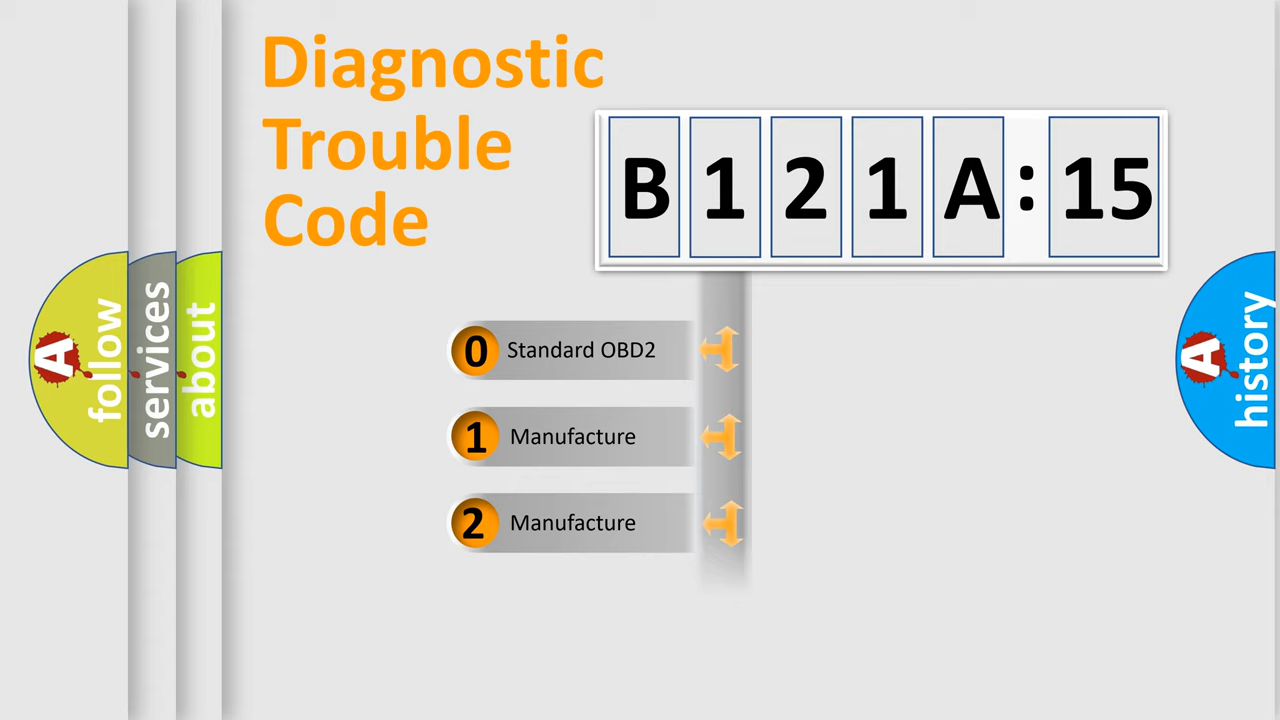 Diagnostic
Trouble
Code
B 1 2 1 A : 15
0 Standard OBD2
1 Manufacture
2 Manufacture
A follow
services
about
A history